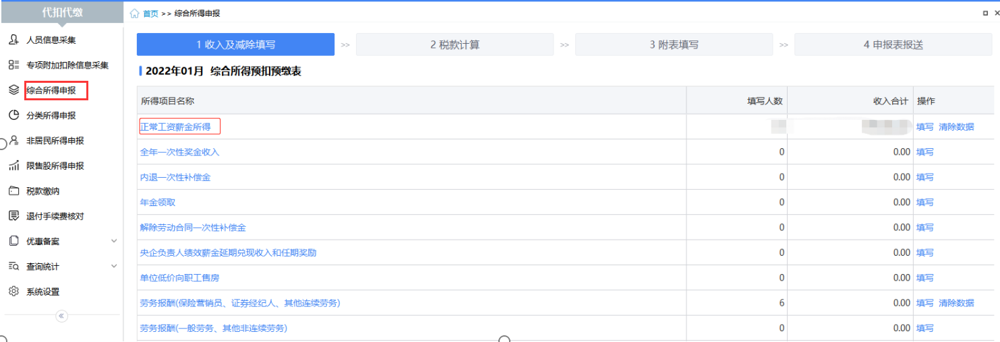 代扣代缴
首页 >> 综合所得申报
人员信息采集
专项附加扣除信息采集
综合所得申报
分类所得申报
非居民所得申报
限售股所得申报
税款缴纳
退付手续费核对
优惠备案
查询统计
系统设置
1 收入及减除填写 >> 2 税款计算 >> 3 附表填写 >> 4 申报表报送
2022年01月 综合所得预扣预缴表
所得项目名称 填写人数 收入合计 操作
正常工资薪金所得 填写 清除数据
全年一次性奖金收入 0 0.00 填写
内退一次性补偿金 0 0.00 填写
年金领取 0 0.00 填写
解除劳动合同一次性补偿金 0 0.00 填写
央企负责人绩效薪金延期兑现收入和任期奖励 0 0.00 填写
单位低价向职工售房 0 0.00 填写
劳务报酬(保险营销员、证券经纪人、其他连续劳务) 6 0.00 填写 清除数据
劳务报酬(一般劳务、其他非连续劳务) 0 0.00 填写